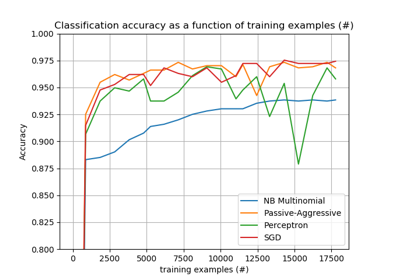 Classification accuracy as a function of training examples (#)
1.000
0.975
0.950
0.925
0.900
0.875
0.850
0.825
0.800
Accuracy
0 2500 5000 7500 10000 12500 15000 17500
training examples (#)
NB Multinomial
Passive-Aggressive
Perceptron
SGD